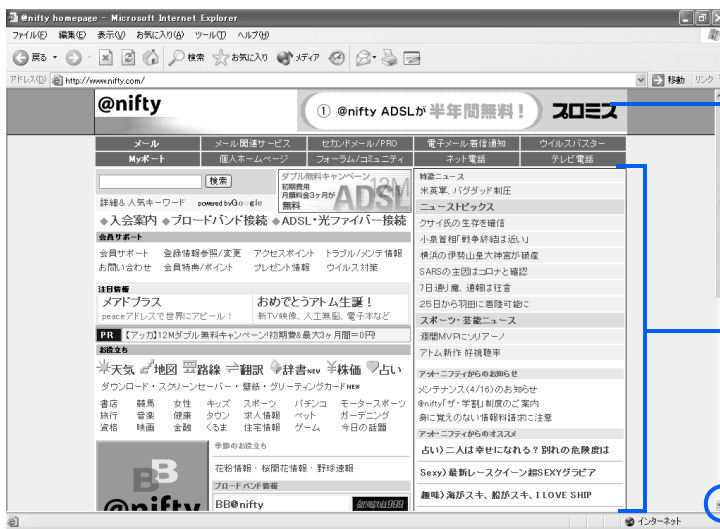 @nifty homepage - Microsoft Internet Explorer
ファイル(F) 編集(E) 表示(V) お気に入り(A) ツール(T) ヘルプ(H)
戻る 検索 お気に入り メディア
アドレス(D) http://www.nifty.com/ 移動 リンク
@nifty
① @nifty ADSLが半年間無料! プロミス
メール メール関連サービス セカンドメール/PRO 電子メール着信通知 ウイルスバスター
Myポート 個人ホームページ フォーラム/コミュニティ ネット電話 テレビ電話
検索
ダブル無料キャンペーン
初期費用
月額料金3ヶ月が
無料
12M
ADSL
詳細& 人気キーワード powered by Google
◆入会案内 ◆ブロードバンド接続 ◆ADSL・光ファイバー接続
会員サポート
会員サポート 登録情報参照/変更 アクセスポイント トラブル/メンテ情報
お問い合わせ 会員特典/ポイント プレゼント情報 ウイルス対策
注目情報
メアドプラス おめでとうアトム生誕!
peaceアドレスで世界にアピール! 新TV映像、人工無脳、電子本など
PR 【アッカ】12Mダブル無料キャンペーン!初期費&最大3ヶ月間=0円!
お役立ち
天気 地図 路線 翻訳 辞書NEW 株価 占い
ダウンロード・スクリーンセーバー・壁紙・グリーティングカードNEW
書店 競馬 女性 キッズ スポーツ パチンコ モータースポーツ
旅行 音楽 健康 タウン 求人情報 ペット ガーデニング
資格 映画 金融 くるま 住宅情報 ゲーム 今日の話題
BB
@nifty
季節のお役立ち
花粉情報・桜開花情報・野球速報
ブロードバンド情報
BB@nifty 銀河鉄道999
特設ニュース
米英軍、バグダッド制圧
ニューストピックス
クサイ氏の生存を確信
小泉首相「戦争終結は近い」
横浜の伊勢山皇大神宮が破産
SARSの主因はコロナと確認
7日通り魔、通報は狂言
25日から羽田に着陸可能に
スポーツ・芸能ニュース
週間MVPにソリアーノ
アトム新作 好視聴率
アット・ニフティからのお知らせ
メンテナンス(4/16)のお知らせ
@nifty「ザ・学割」制度のご案内
身に覚えのない情報料請求に注意
アット・ニフティからのオススメ
占い) 二人は幸せになれる? 別れの危険度は
Sexy) 最新レースクイーン超SEXYグラビア
趣味) 海がスキ、船がスキ、I LOVE SHIP
インターネット